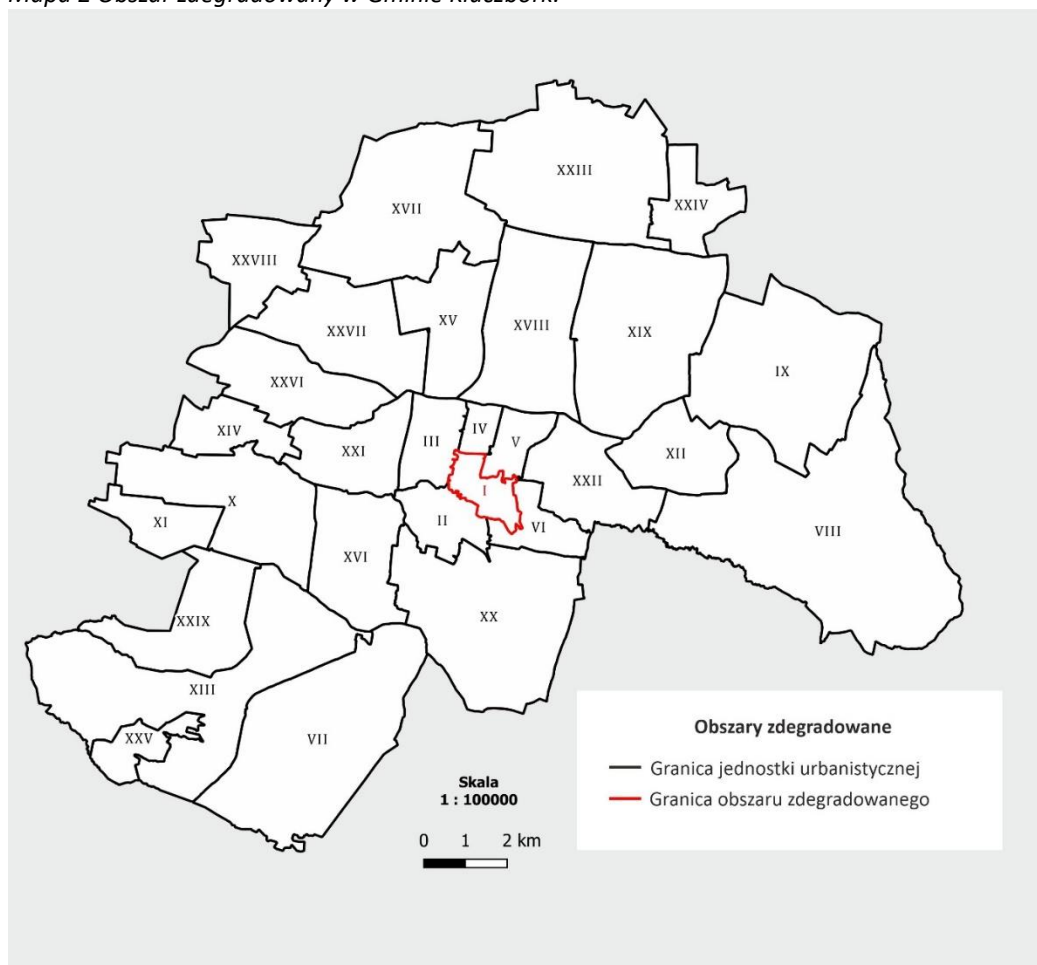 Mapa 2 Obszar zdegradowany w Gminie Kluczbork.
XXIII
XXIV
XVII
XXVIII
XV
XVIII
XIX
XXVII
IX
XXVI
XIV
XXI
III
IV
V
XII
XXII
X
I
XI
II
VI
VIII
XVI
XXIX
XX
XIII
XXV
VII
Obszary zdegradowane
Granica jednostki urbanistycznej
Granica obszaru zdegradowanego
Skala
1 : 100000
0 1 2 km